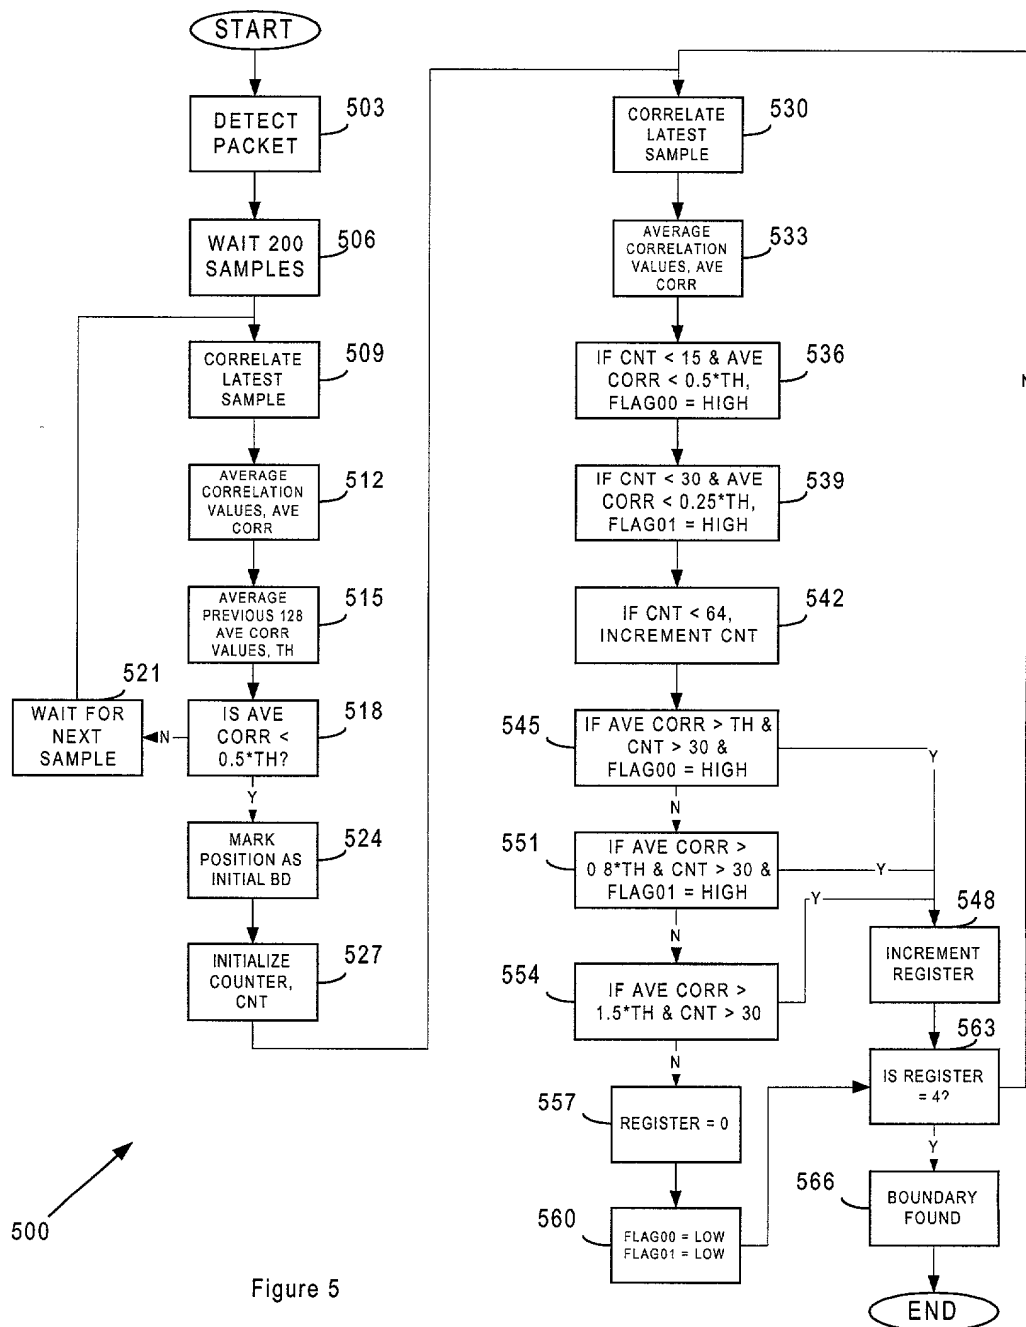 START
503
DETECT
PACKET
506
WAIT 200
SAMPLES
509
CORRELATE
LATEST
SAMPLE
512
AVERAGE
CORRELATION
VALUES, AVE
CORR
515
AVERAGE
PREVIOUS 128
AVE CORR
VALUES, TH
521
WAIT FOR
NEXT
SAMPLE
N
518
IS AVE
CORR <
0.5*TH?
Y
524
MARK
POSITION AS
INITIAL BD
527
INITIALIZE
COUNTER,
CNT
530
CORRELATE
LATEST
SAMPLE
533
AVERAGE
CORRELATION
VALUES, AVE
CORR
536
IF CNT < 15 & AVE
CORR < 0.5*TH,
FLAG00 = HIGH
N
539
IF CNT < 30 & AVE
CORR < 0.25*TH,
FLAG01 = HIGH
542
IF CNT < 64,
INCREMENT CNT
545
IF AVE CORR > TH &
CNT > 30 &
FLAG00 = HIGH
Y
N
551
IF AVE CORR >
0 8*TH & CNT > 30 &
FLAG01 = HIGH
Y
N
554
IF AVE CORR >
1.5*TH & CNT > 30
Y
N
548
INCREMENT
REGISTER
557
REGISTER = 0
563
IS REGISTER
= 4?
Y
560
FLAG00 = LOW
FLAG01 = LOW
566
BOUNDARY
FOUND
END
500
Figure 5